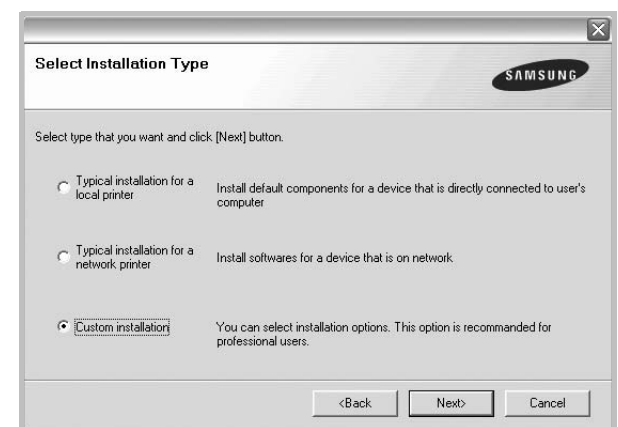 Select Installation Type
SAMSUNG
Select type that you want and click [Next] button.
Typical installation for a
local printer
Install default components for a device that is directly connected to user's
computer
Typical installation for a
network printer
Install softwares for a device that is on network
Custom installation
You can select installation options. This option is recommanded for
professional users.
<Back Next> Cancel